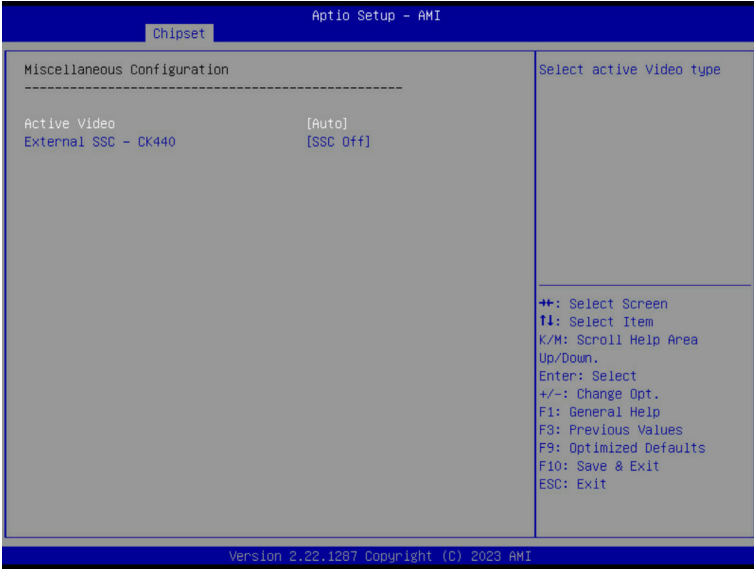 Aptio Setup – AMI
Chipset
Miscellaneous Configuration
--------------------------------------------------
Active Video [Auto]
External SSC – CK440 [SSC Off]
Select active Video type
→←: Select Screen
↑↓: Select Item
K/M: Scroll Help Area
Up/Down.
Enter: Select
+/-: Change Opt.
F1: General Help
F3: Previous Values
F9: Optimized Defaults
F10: Save & Exit
ESC: Exit
Version 2.22.1287 Copyright (C) 2023 AMI